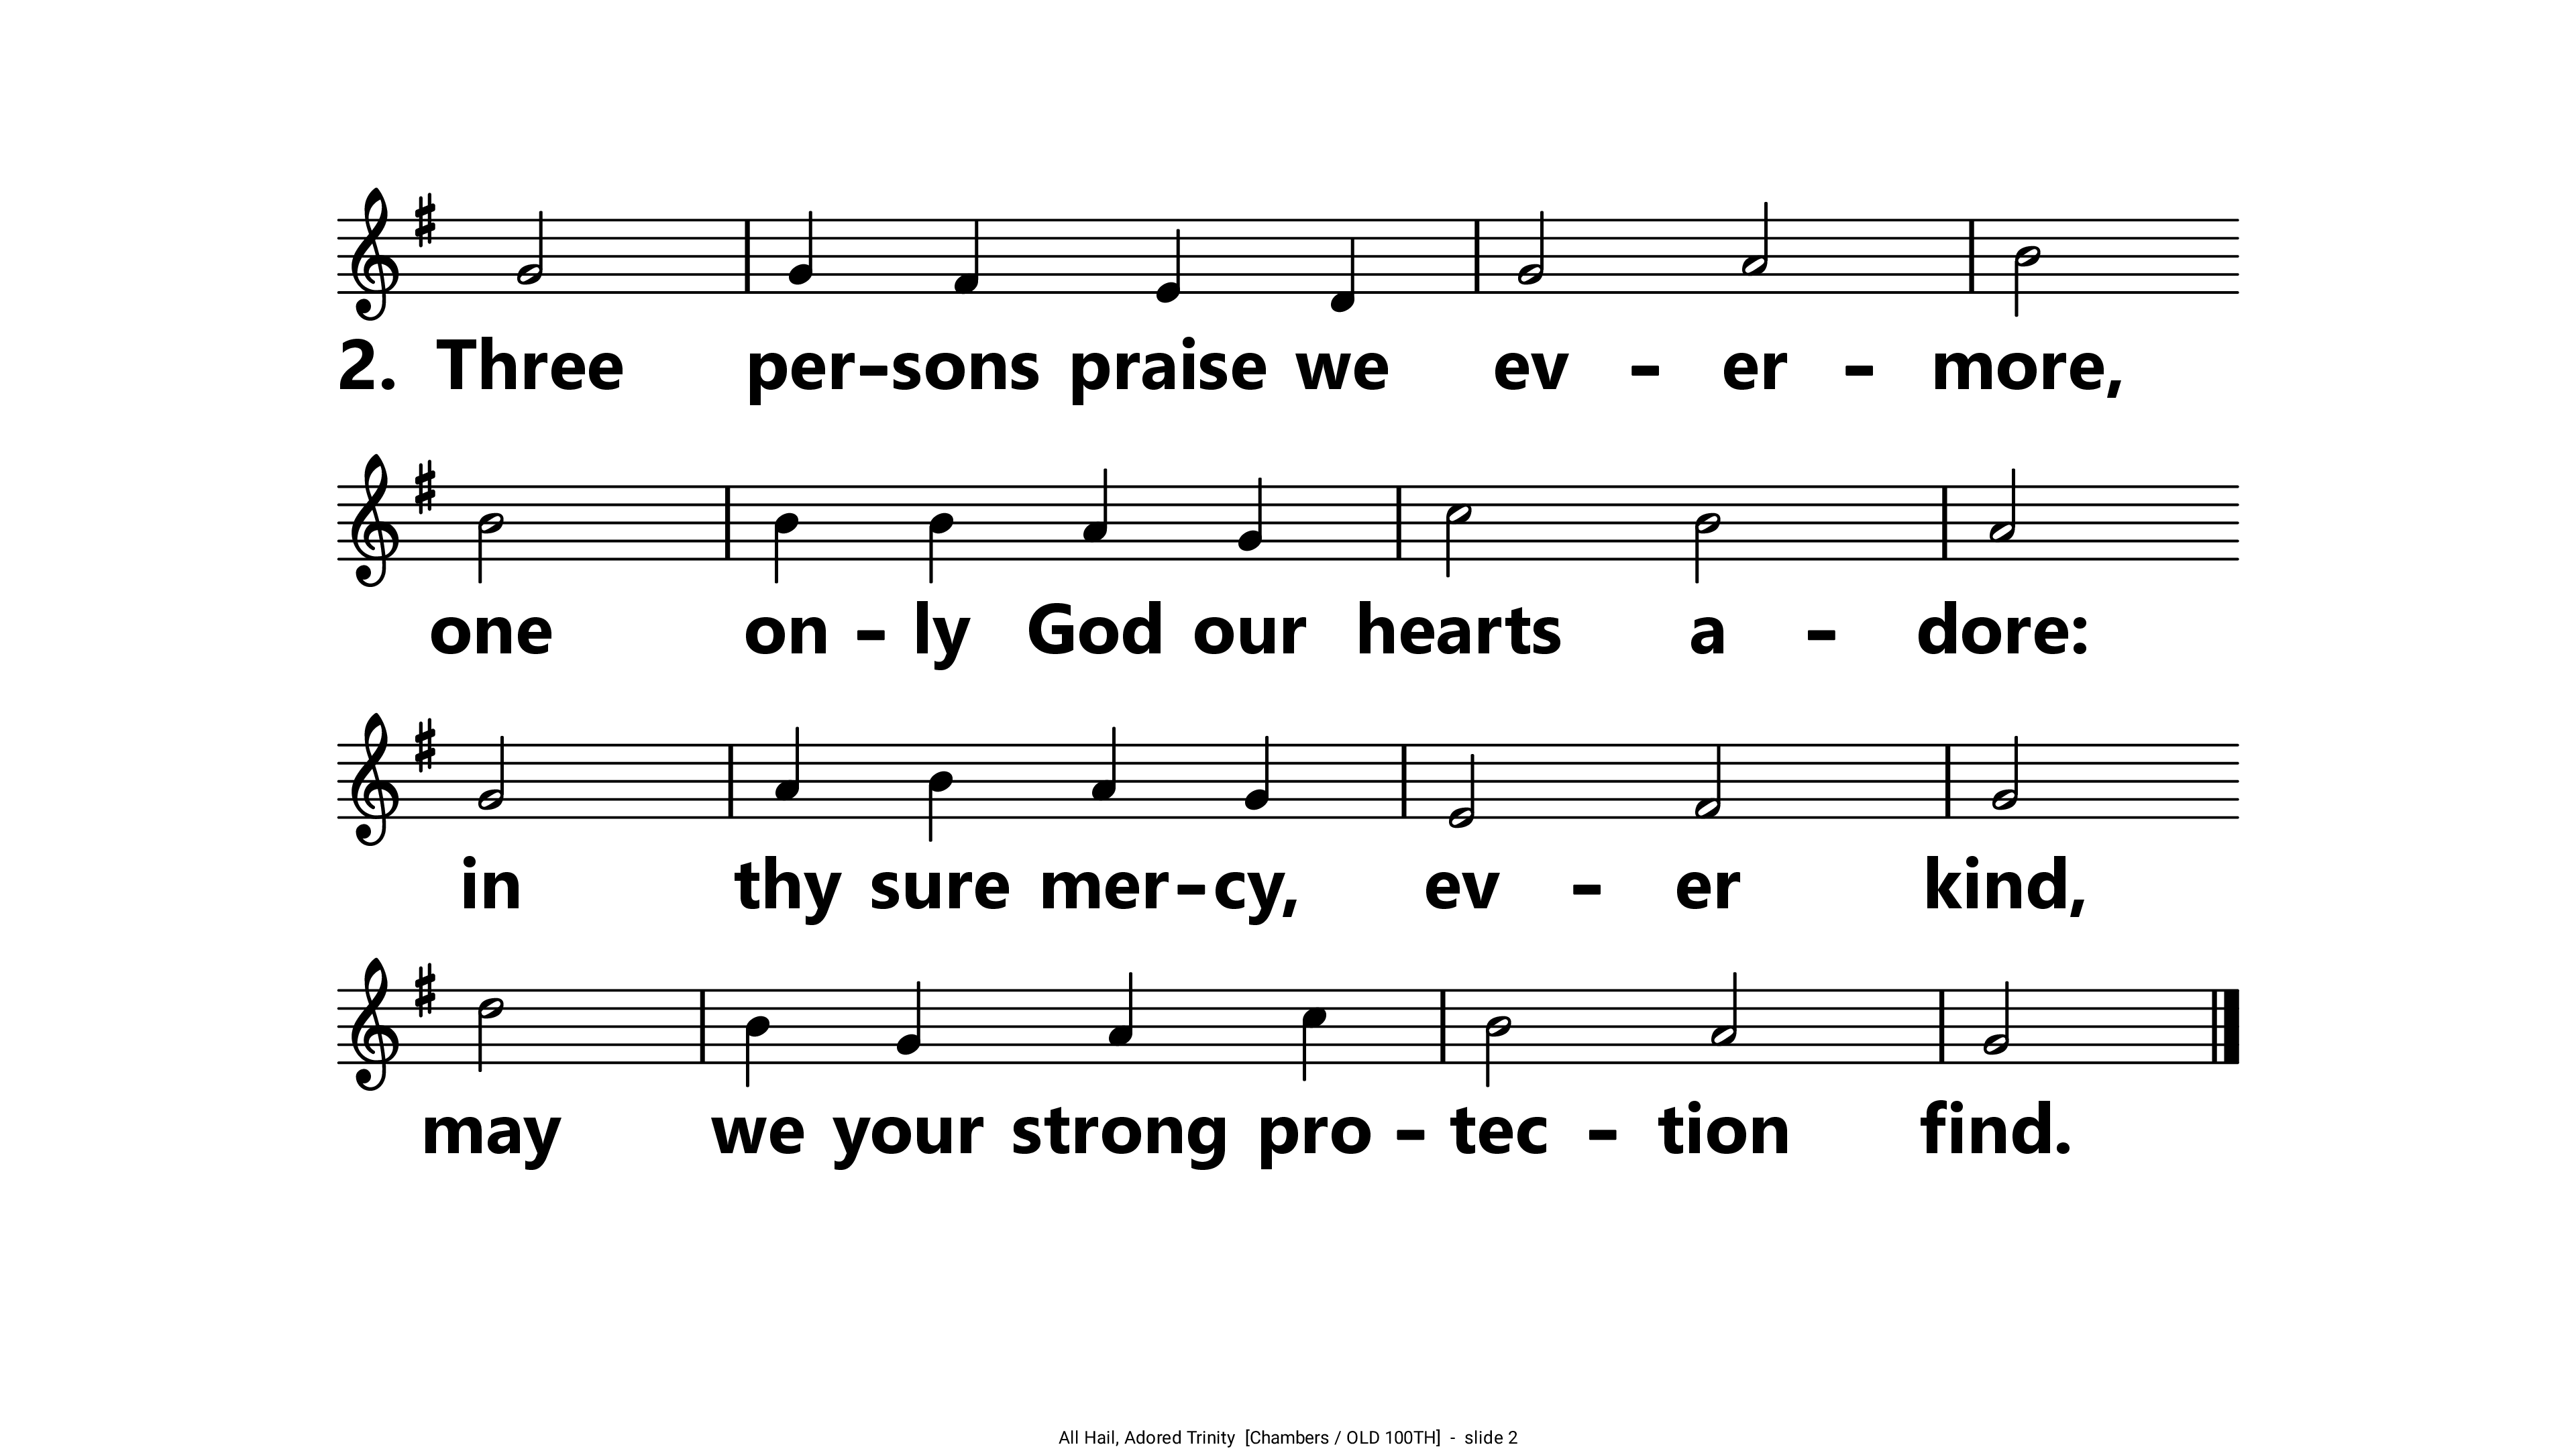 2. Three per-sons praise we ev - er - more,
one on - ly God our hearts a - dore:
in thy sure mer-cy, ev - er kind,
may we your strong pro - tec - tion find.
All Hail, Adored Trinity [Chambers / OLD 100TH] - slide 2